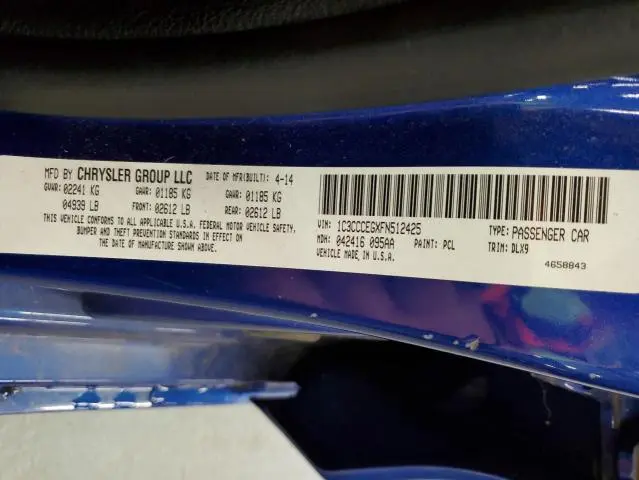 MFD BY CHRYSLER GROUP LLC DATE OF MFR(BUILT): 4-14
GVWR: 02241 KG GAWR: 01185 KG GAWR: 01185 KG
04939 LB FRONT: 02612 LB REAR: 02612 LB
THIS VEHICLE CONFORMS TO ALL APPLICABLE U.S.A. FEDERAL MOTOR VEHICLE SAFETY,
BUMPER AND THEFT PREVENTION STANDARDS IN EFFECT ON
THE DATE OF MANUFACTURE SHOWN ABOVE.
VIN: 1C3CCCEGXFN512425 TYPE: PASSENGER CAR
MDH: 042416 095AA PAINT: PCL TRIM: DLX9
VEHICLE MADE IN U.S.A. 4658843